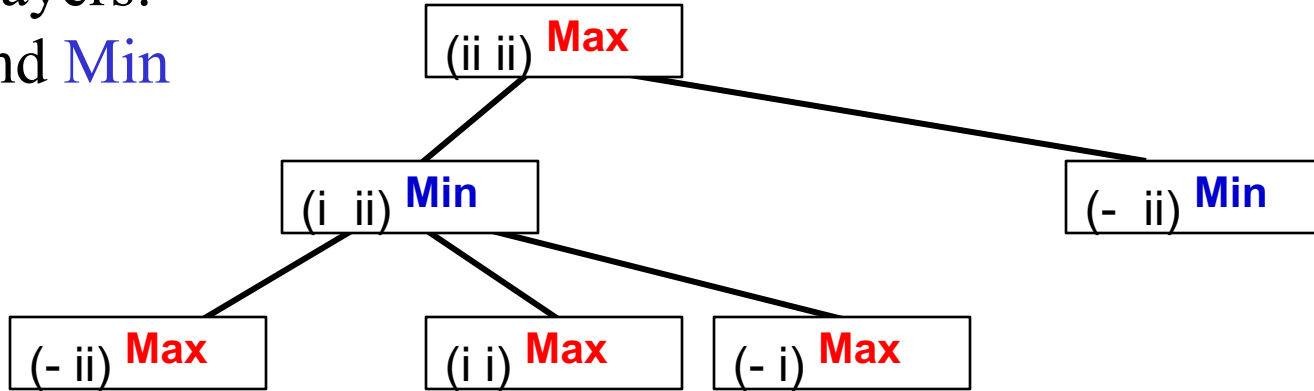 ayers:
nd Min
(ii ii) Max
(i ii) Min
(- ii) Min
(- ii) Max
(i i) Max
(- i) Max